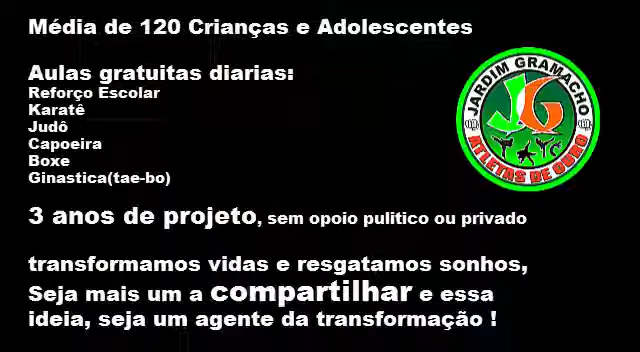 Média de 120 Crianças e Adolescentes
Aulas gratuitas diarias:
Reforço Escolar
Karatê
Judô
Capoeira
Boxe
Ginastica(tae-bo)
3 anos de projeto, sem opoio pulitico ou privado
transformamos vidas e resgatamos sonhos,
Seja mais um a compartilhar e essa
ideia, seja um agente da transformação !
JARDIM GRAMACHO
JG
ATLETAS DE OURO